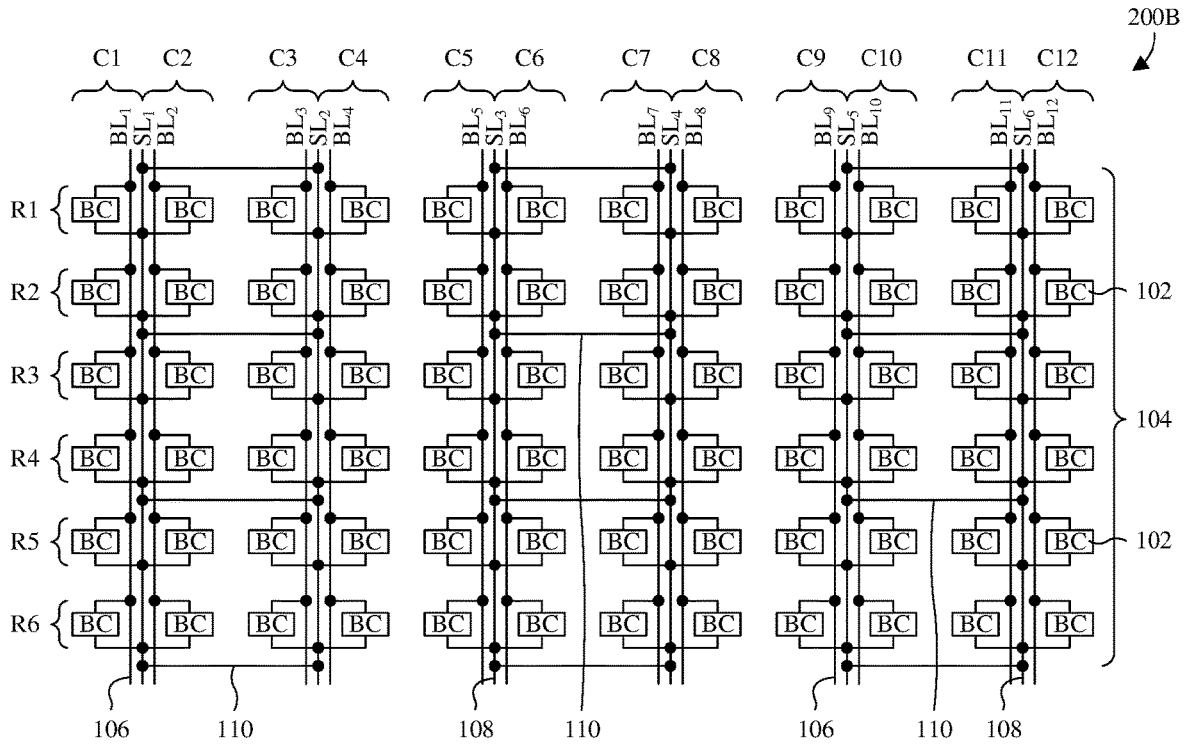 200B
C1 C2 C3 C4 C5 C6 C7 C8 C9 C10 C11 C12
BL₁ SL₁ BL₂ BL₃ SL₂ BL₄ BL₅ SL₃ BL₆ BL₇ SL₄ BL₈ BL₉ SL₅ BL₁₀ BL₁₁ SL₆ BL₁₂
R1 BC BC BC BC BC BC BC BC BC BC BC BC
R2 BC BC BC BC BC BC BC BC BC BC BC BC 102
R3 BC BC BC BC BC BC BC BC BC BC BC BC
104
R4 BC BC BC BC BC BC BC BC BC BC BC BC
R5 BC BC BC BC BC BC BC BC BC BC BC BC 102
R6 BC BC BC BC BC BC BC BC BC BC BC BC
106 110 108 110 106 110 108